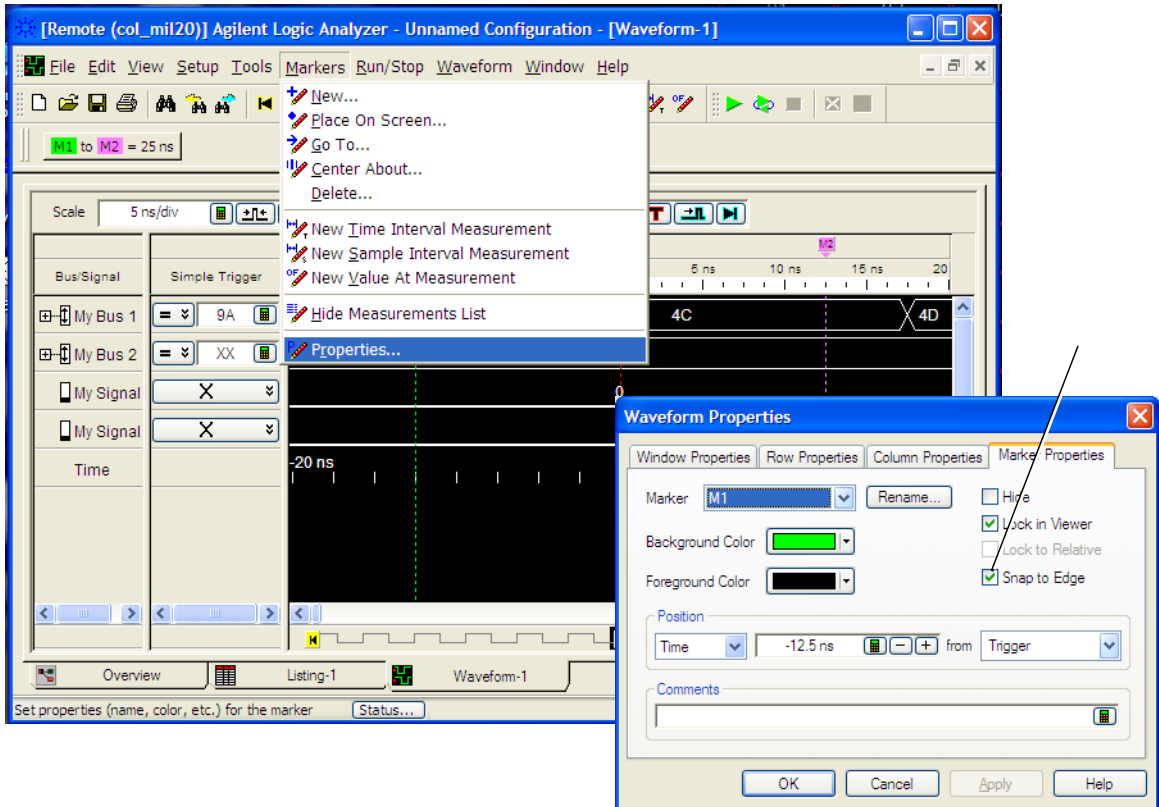 [Remote (col_mil20)] Agilent Logic Analyzer - Unnamed Configuration - [Waveform-1]
File Edit View Setup Tools Markers Run/Stop Waveform Window Help
New...
Place On Screen...
Go To...
Center About...
Delete...
New Time Interval Measurement
New Sample Interval Measurement
New Value At Measurement
Hide Measurements List
Properties...
M1 to M2 = 25 ns
Scale 5 ns/div
M2
Bus/Signal Simple Trigger 5 ns 10 ns 15 ns 20
My Bus 1 = 9A 4C 4D
My Bus 2 = XX
My Signal X 0
My Signal X
Time -20 ns
Overview Listing-1 Waveform-1
Set properties (name, color, etc.) for the marker Status...
Waveform Properties
Window Properties Row Properties Column Properties Marker Properties
Marker M1 Rename... Hide
Lock in Viewer
Background Color
Lock to Relative
Foreground Color Snap to Edge
Position
Time -12.5 ns from Trigger
Comments
OK Cancel Apply Help